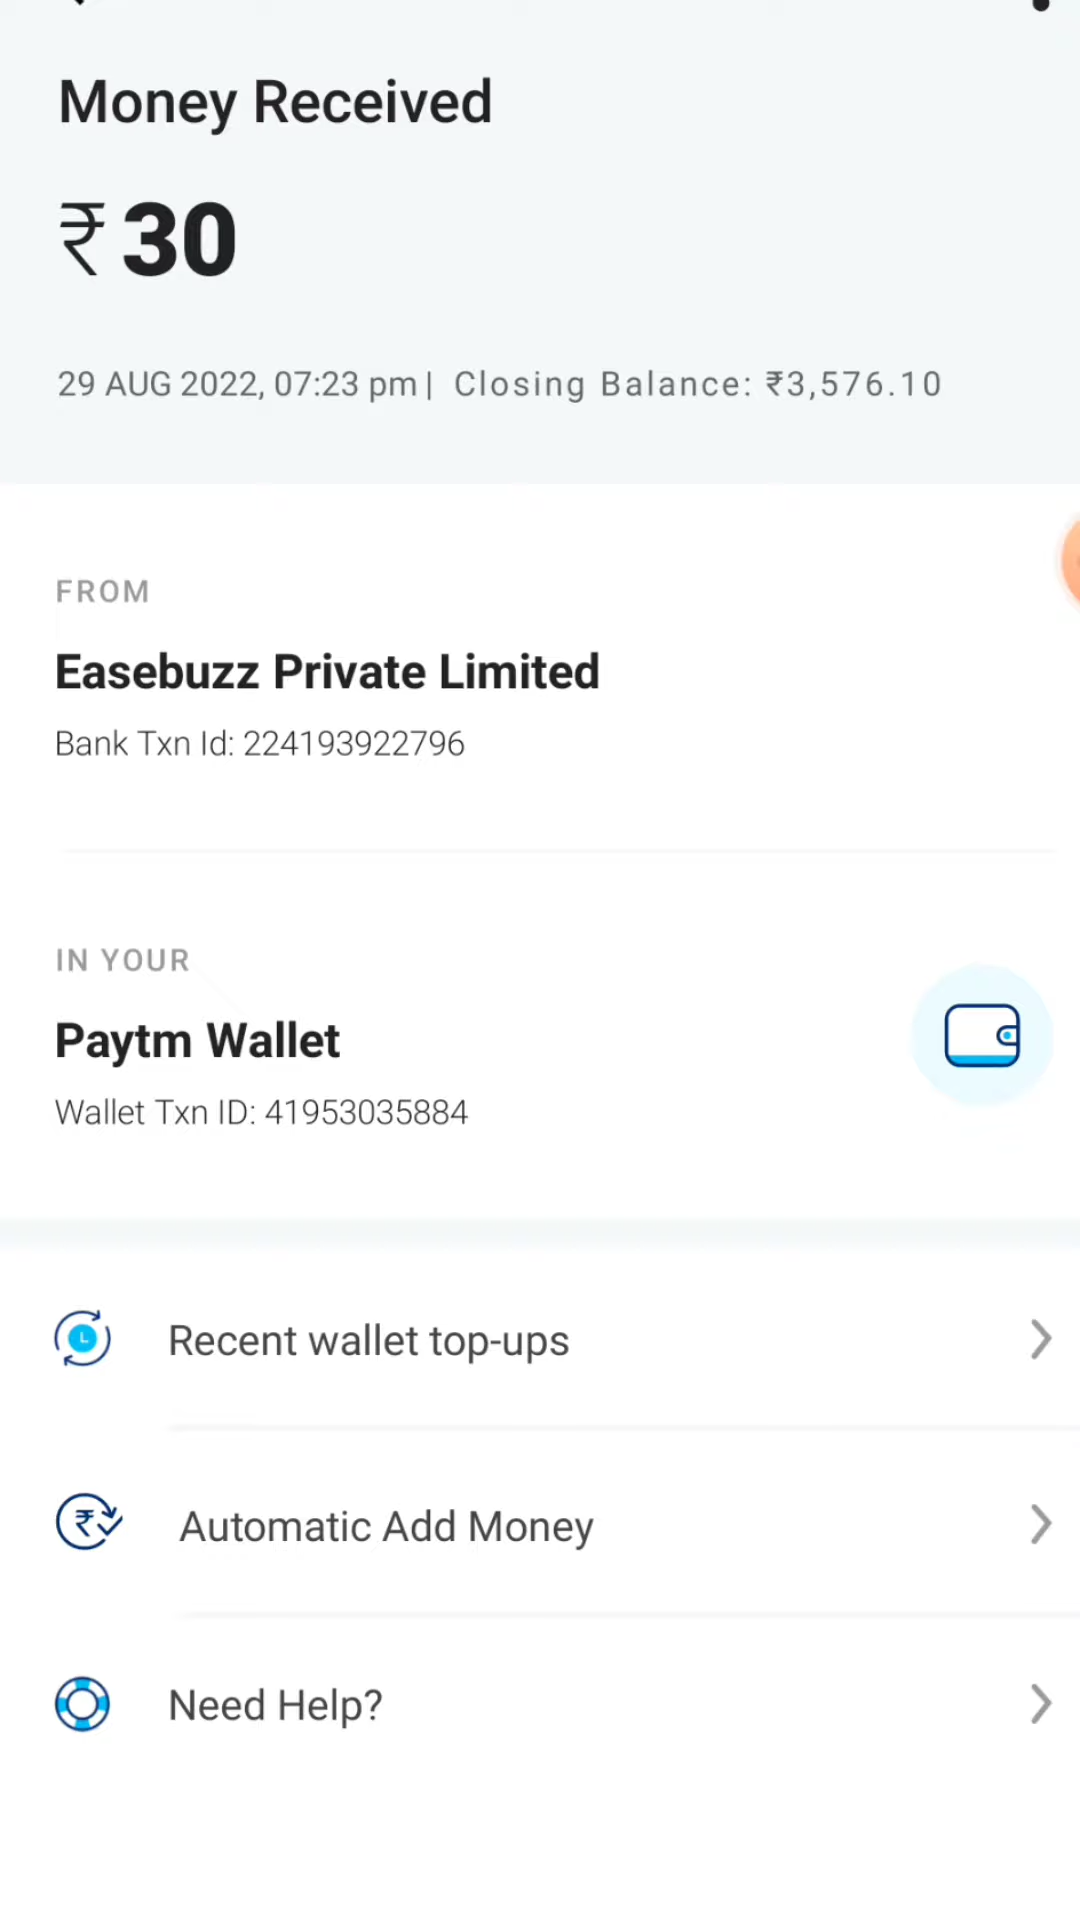 Money Received
₹30
29 AUG 2022, 07:23 pm| Closing Balance: ₹3,576.10
FROM
Easebuzz Private Limited
Bank Txn Id: 224193922796
IN YOUR
Paytm Wallet
Wallet Txn ID: 41953035884
Recent wallet top-ups
Automatic Add Money
Need Help?